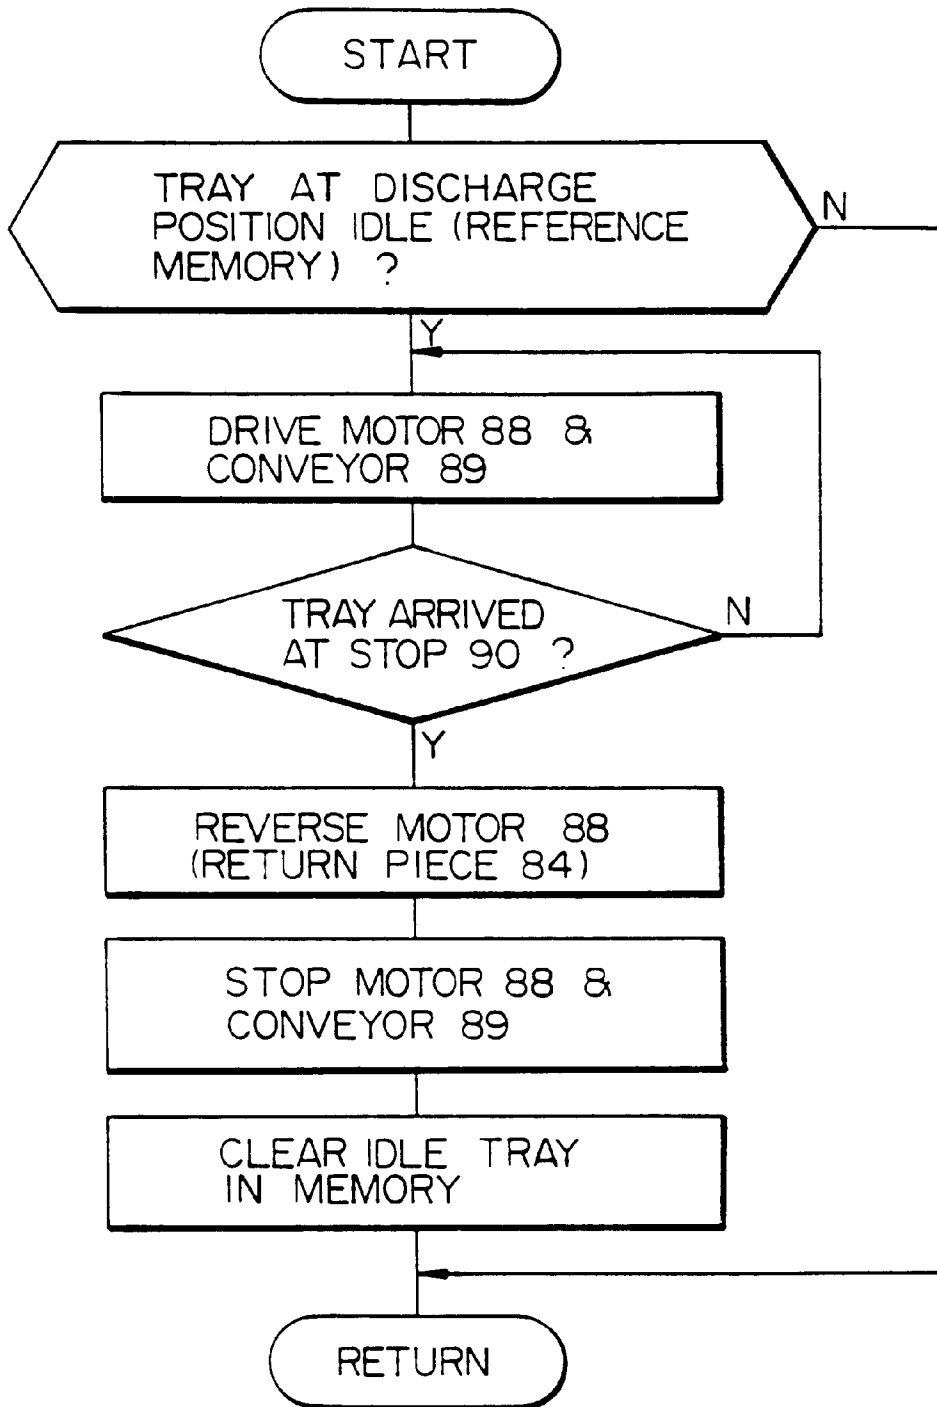 START
TRAY AT DISCHARGE
POSITION IDLE (REFERENCE
MEMORY) ?
N
Y
DRIVE MOTOR 88 &
CONVEYOR 89
TRAY ARRIVED
AT STOP 90 ?
N
Y
REVERSE MOTOR 88
(RETURN PIECE 84)
STOP MOTOR 88 &
CONVEYOR 89
CLEAR IDLE TRAY
IN MEMORY
RETURN